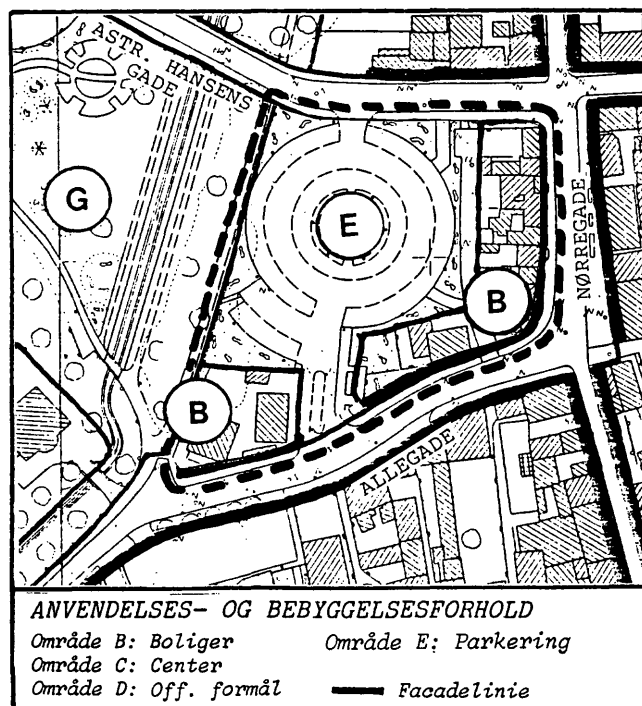 ASTR. HANSENS
GADE
G
E
B
NØRREGADE
B
ALLEGADE
ANVENDELSES- OG BEBYGGELSESFORHOLD
Område B: Boliger Område E: Parkering
Område C: Center
Område D: Off. formål Facadelinie